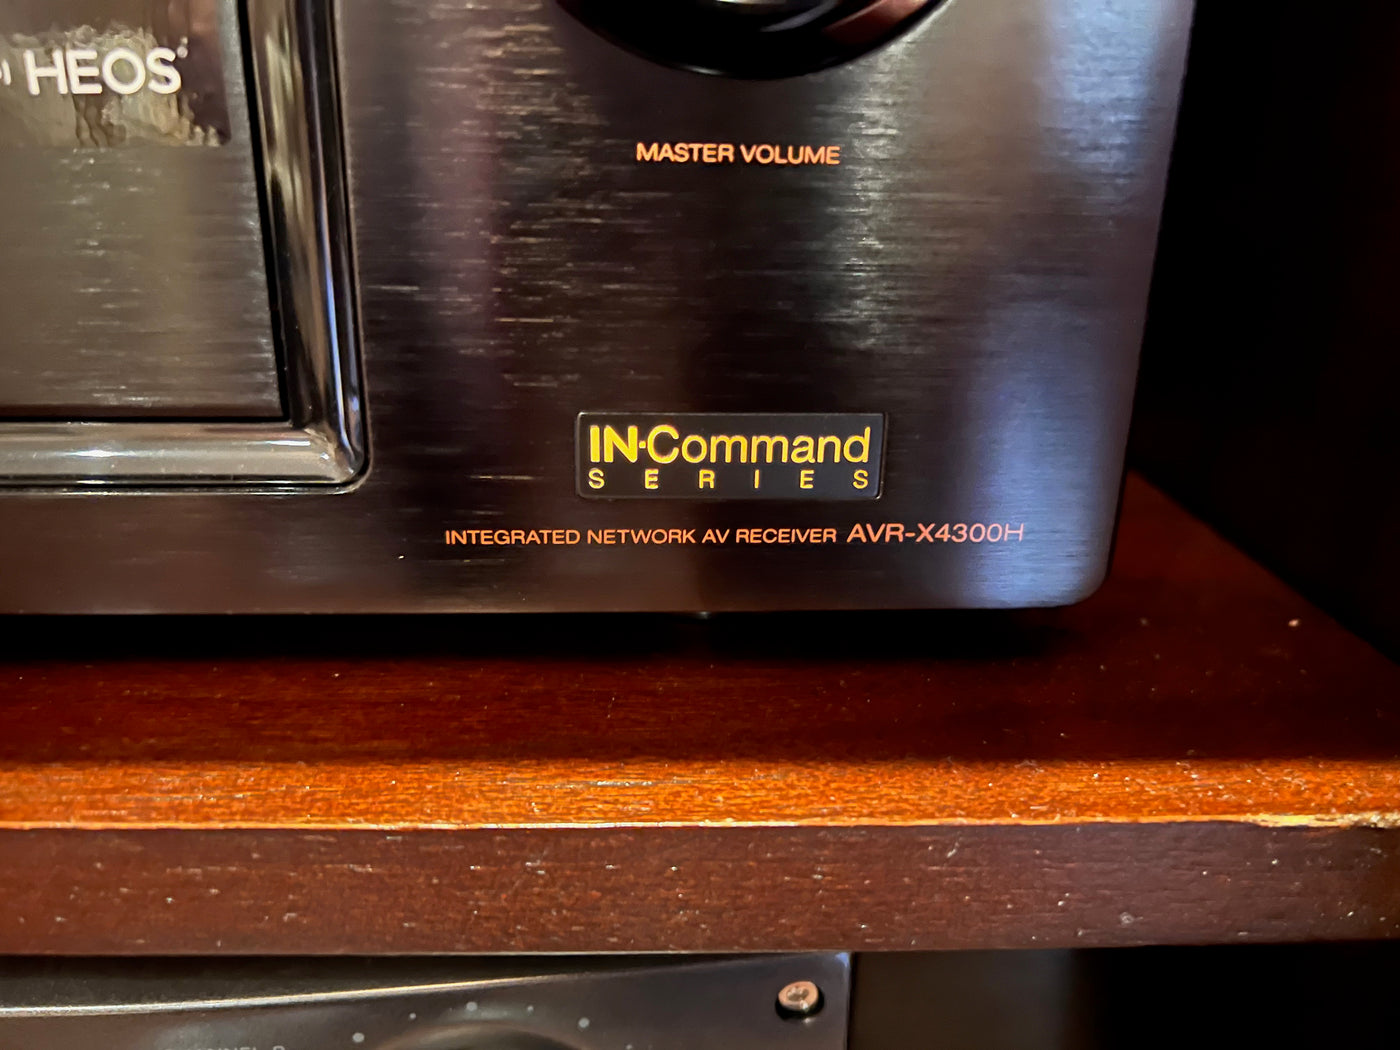 HEOS
MASTER VOLUME
IN·Command
SERIES
INTEGRATED NETWORK AV RECEIVER AVR-X4300H